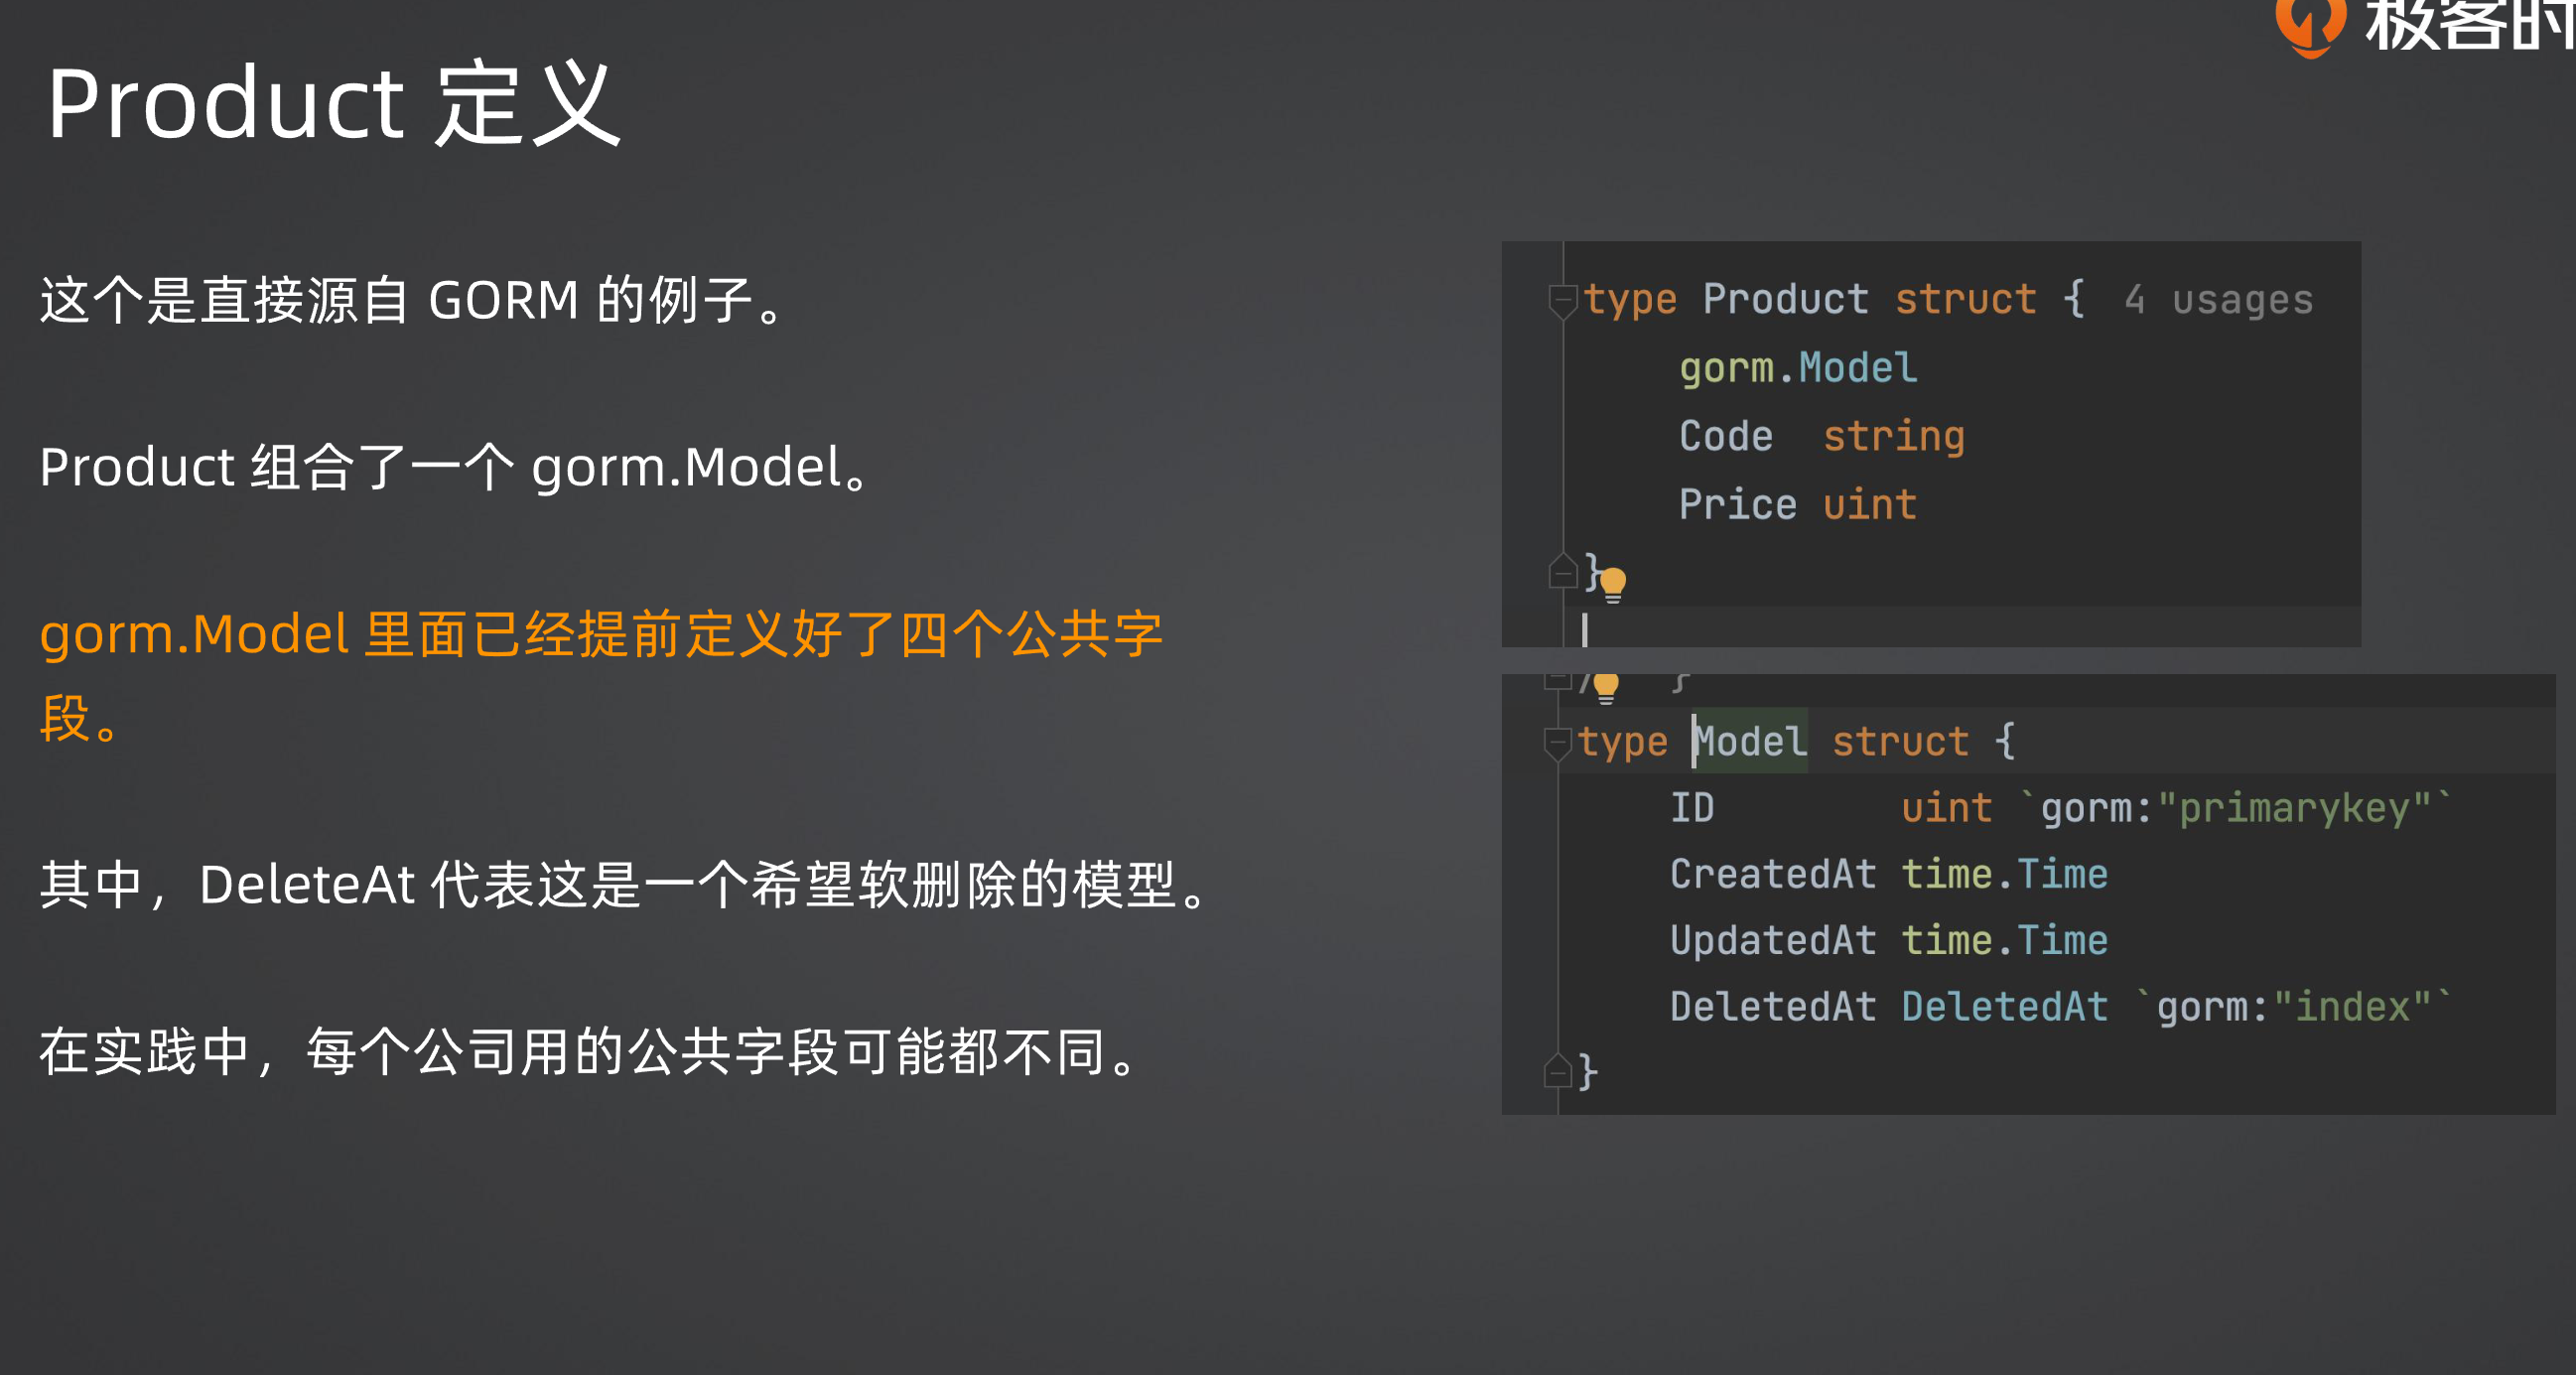 极客时
Product 定义
这个是直接源自 GORM 的例子。
Product 组合了一个 gorm.Model。
gorm.Model 里面已经提前定义好了四个公共字
段。
其中，DeleteAt 代表这是一个希望软删除的模型。
在实践中，每个公司用的公共字段可能都不同。
type Product struct { 4 usages
gorm.Model
Code string
Price uint
}
type Model struct {
ID uint `gorm:"primarykey"`
CreatedAt time.Time
UpdatedAt time.Time
DeletedAt DeletedAt `gorm:"index"`
}